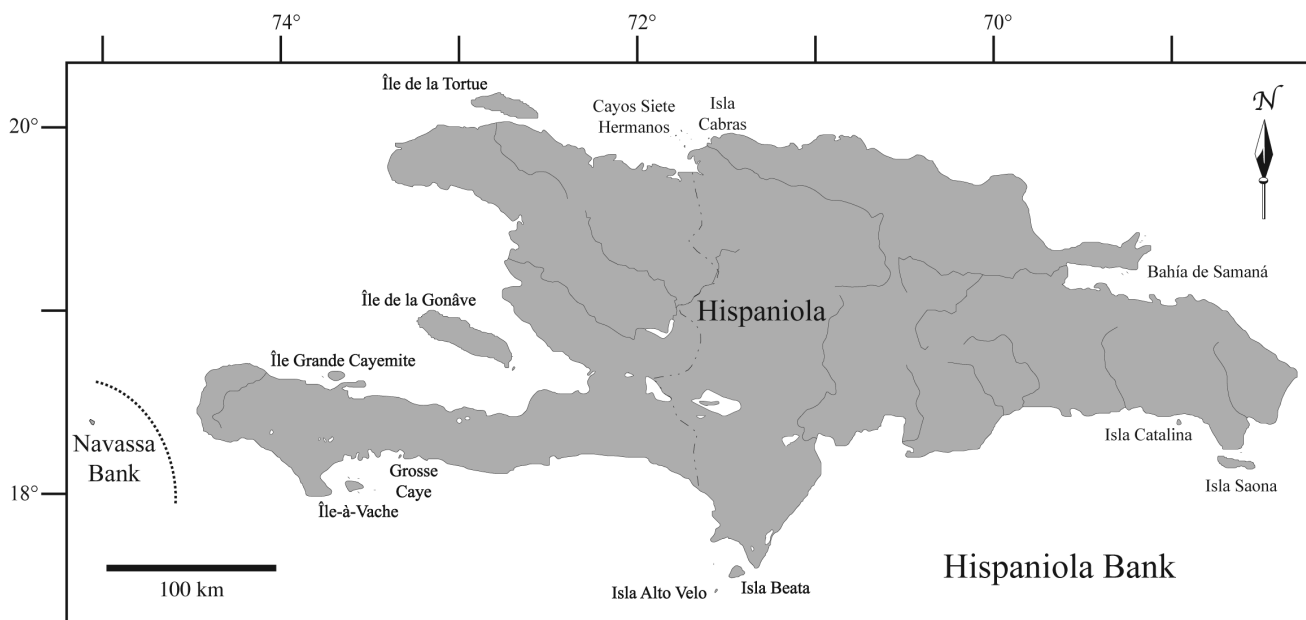 74°
72°
70°
Île de la Tortue
Cayos Siete
Hermanos
Isla
Cabras
N
20°
Bahía de Samaná
Île de la Gonâve
Hispaniola
Île Grande Cayemite
Navassa
Bank
Isla Catalina
Grosse
Caye
18°
Île-à-Vache
Isla Saona
Hispaniola Bank
100 km
Isla Alto Velo
Isla Beata